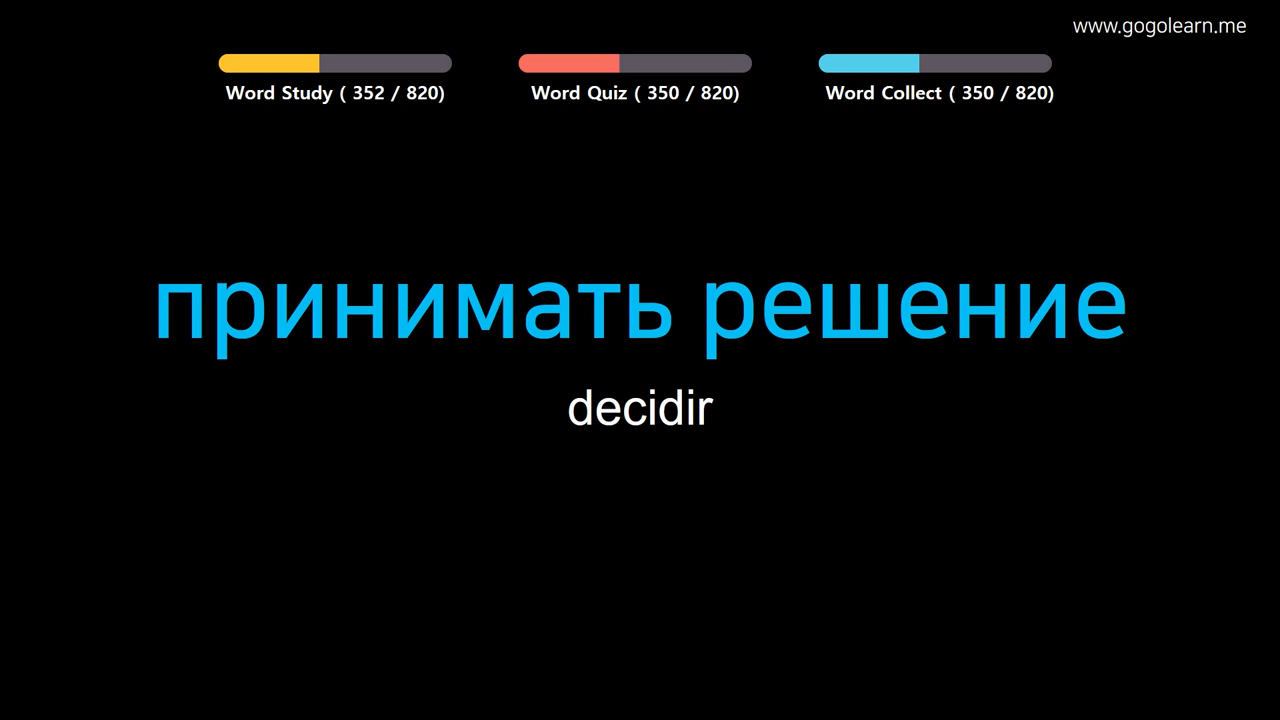 www.gogolearn.me
Word Study ( 352 / 820)
Word Quiz ( 350 / 820)
Word Collect ( 350 / 820)
принимать решение
decidir